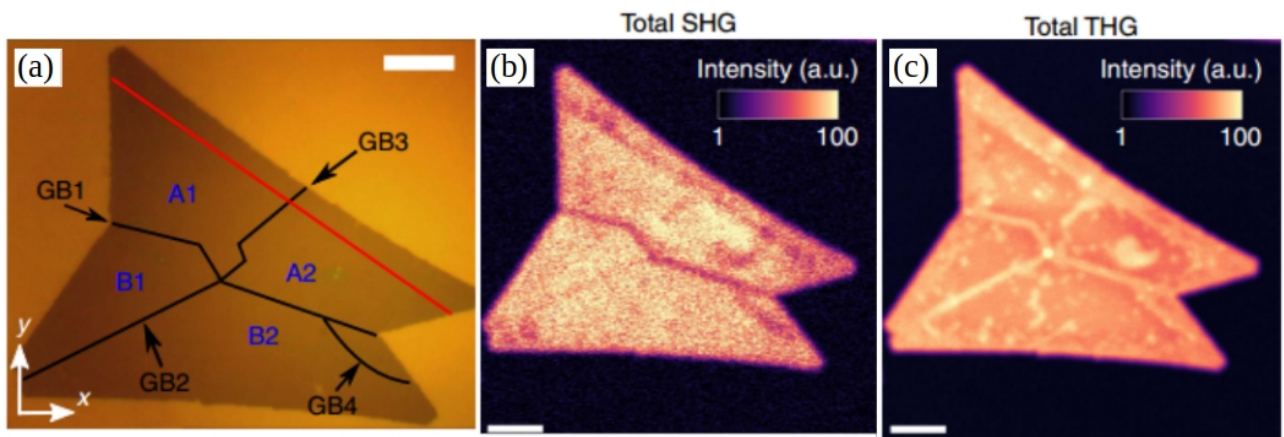 Total SHG
Total THG
(a)
(b)
(c)
Intensity (a.u.)
1 100
Intensity (a.u.)
1 100
GB3
GB1
A1
B1
A2
B2
GB2
GB4
y
x